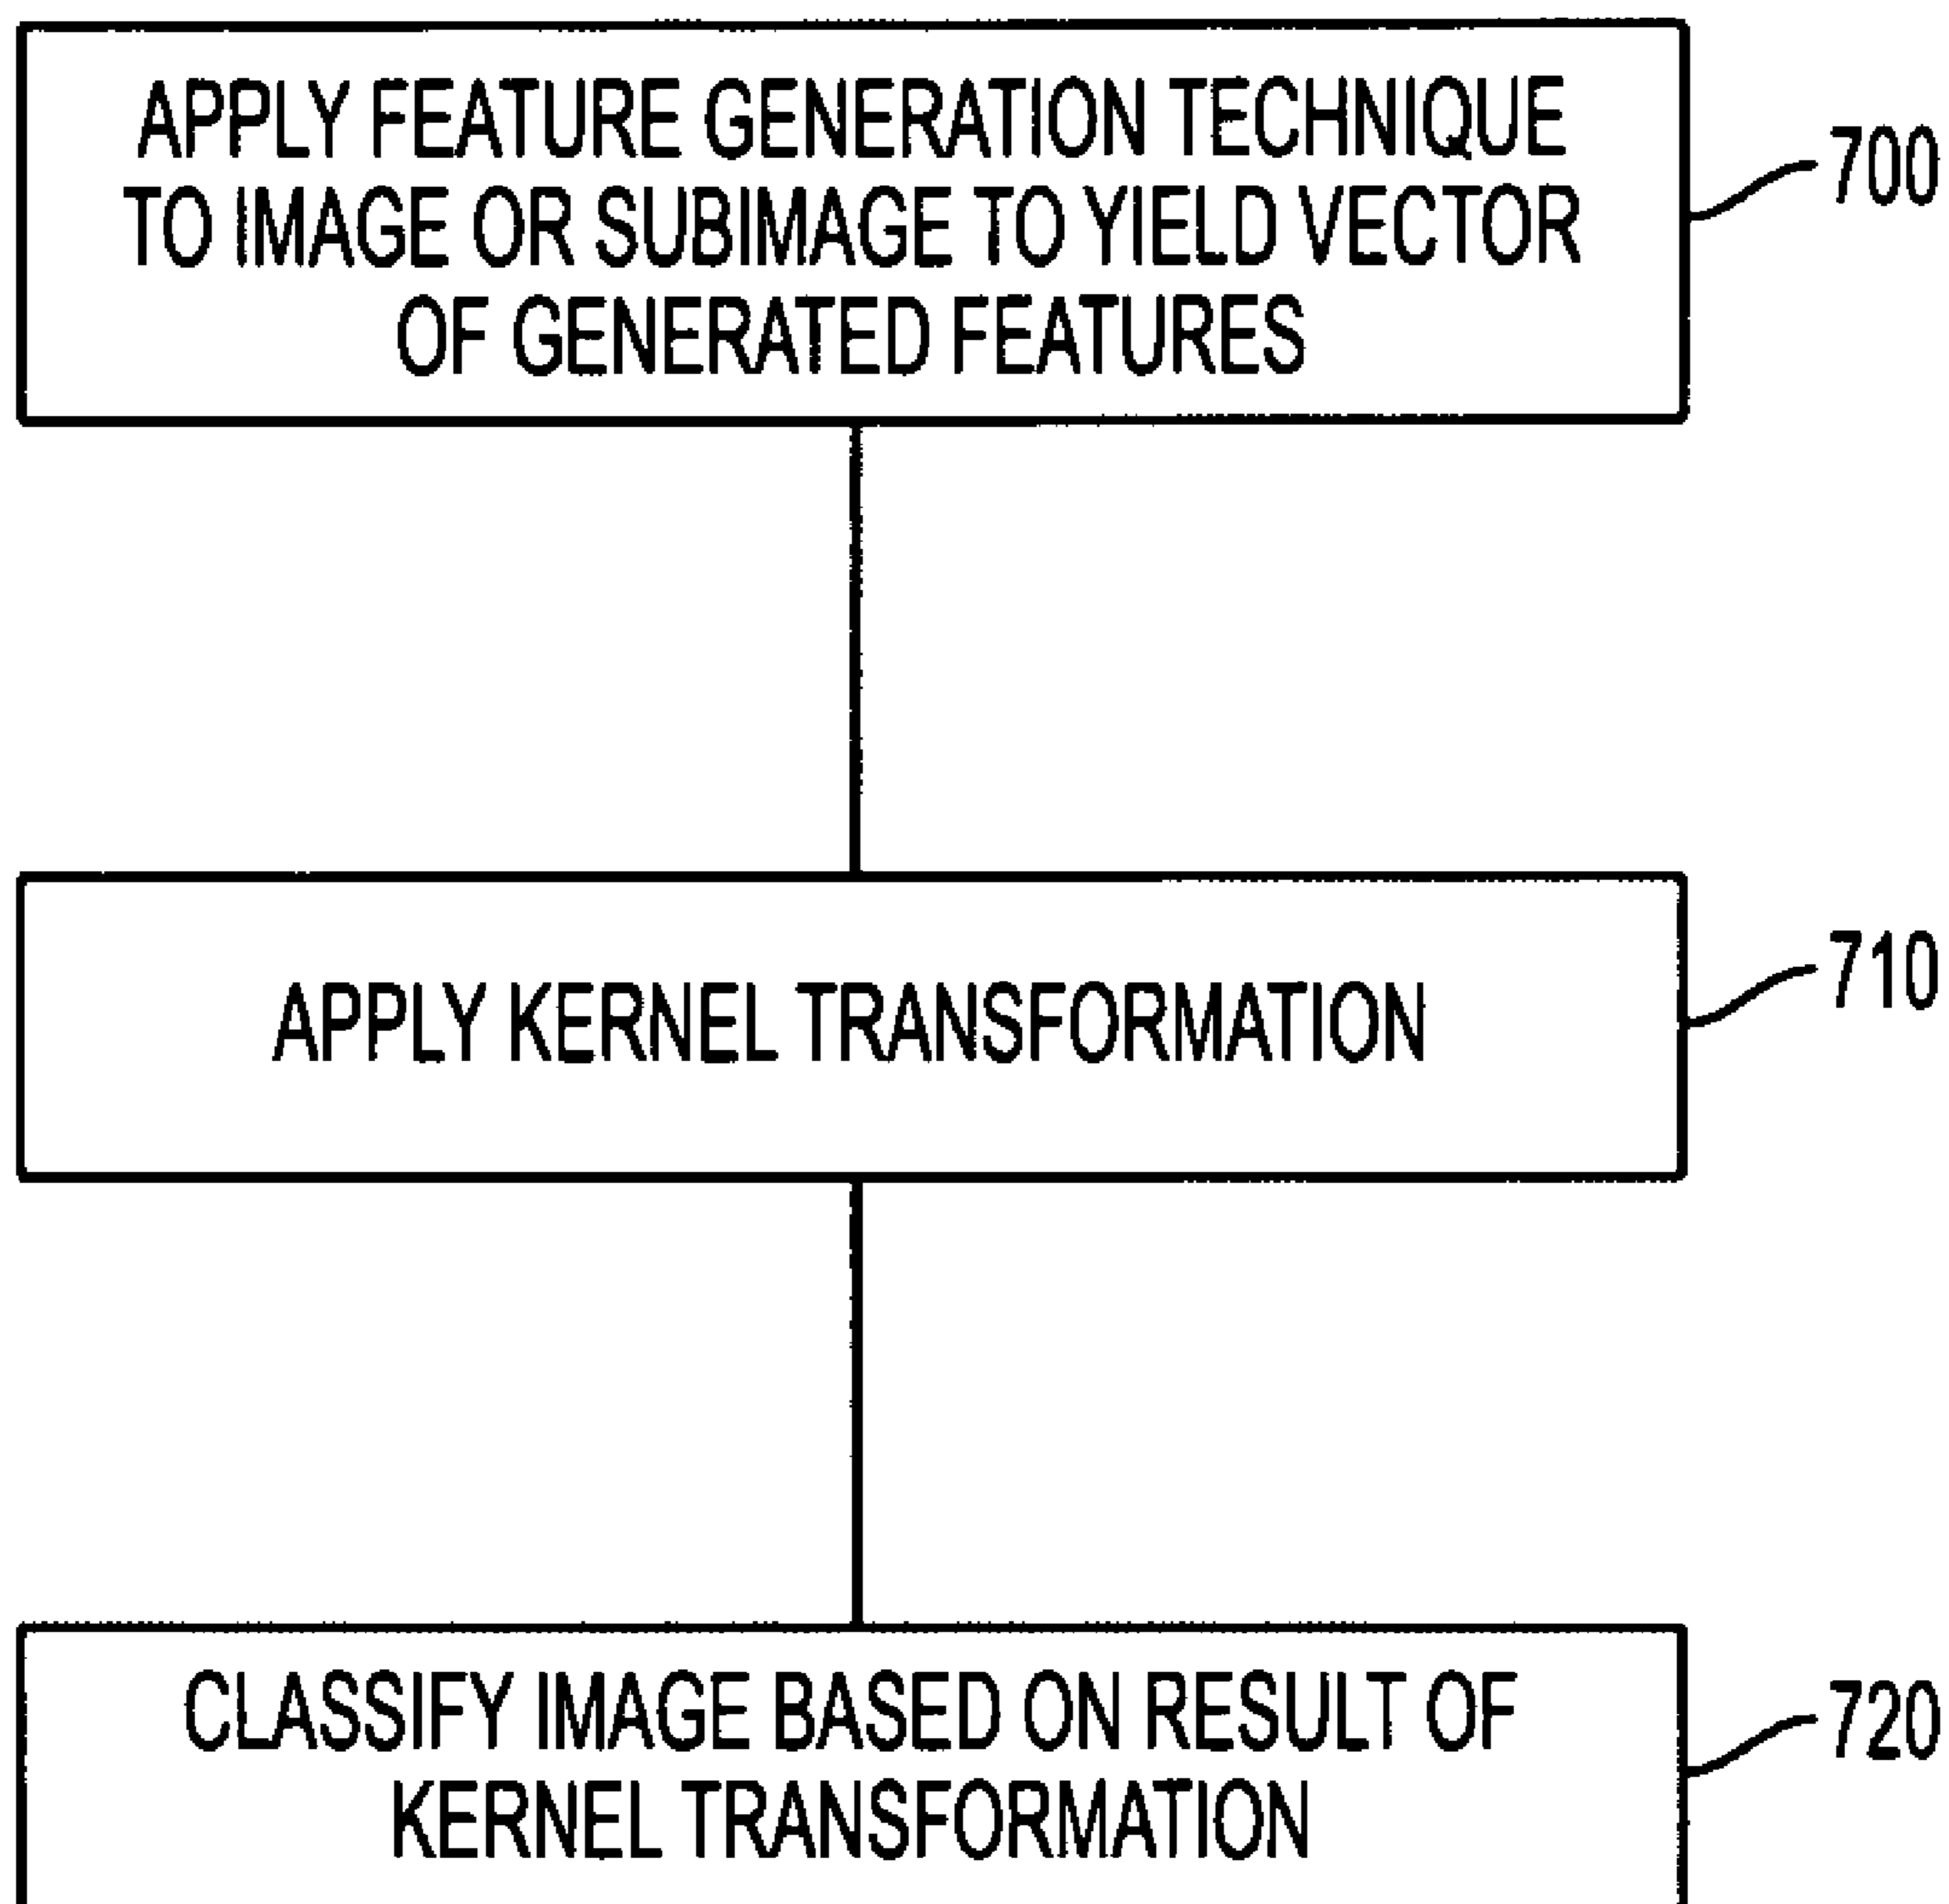 APPLY FEATURE GENERATION TECHNIQUE
TO IMAGE OR SUBIMAGE TO YIELD VECTOR
OF GENERATED FEATURES
700
APPLY KERNEL TRANSFORMATION
710
CLASSIFY IMAGE BASED ON RESULT OF
KERNEL TRANSFORMATION
720